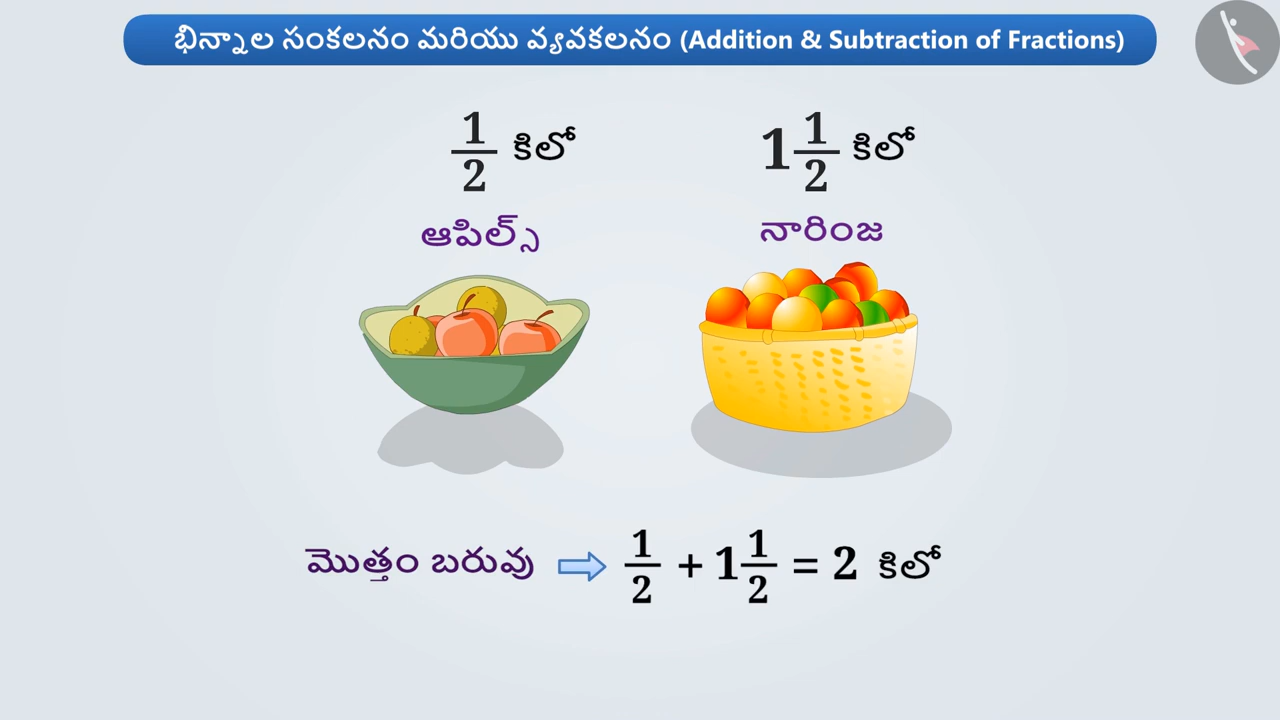 భిన్నాల సంకలనం మరియు వ్యవకలనం (Addition & Subtraction of Fractions)
1/2 కిలో
1 1/2 కిలో
ఆపిల్స్
నారింజ
మొత్తం బరువు ⇨ 1/2 + 1 1/2 = 2 కిలో